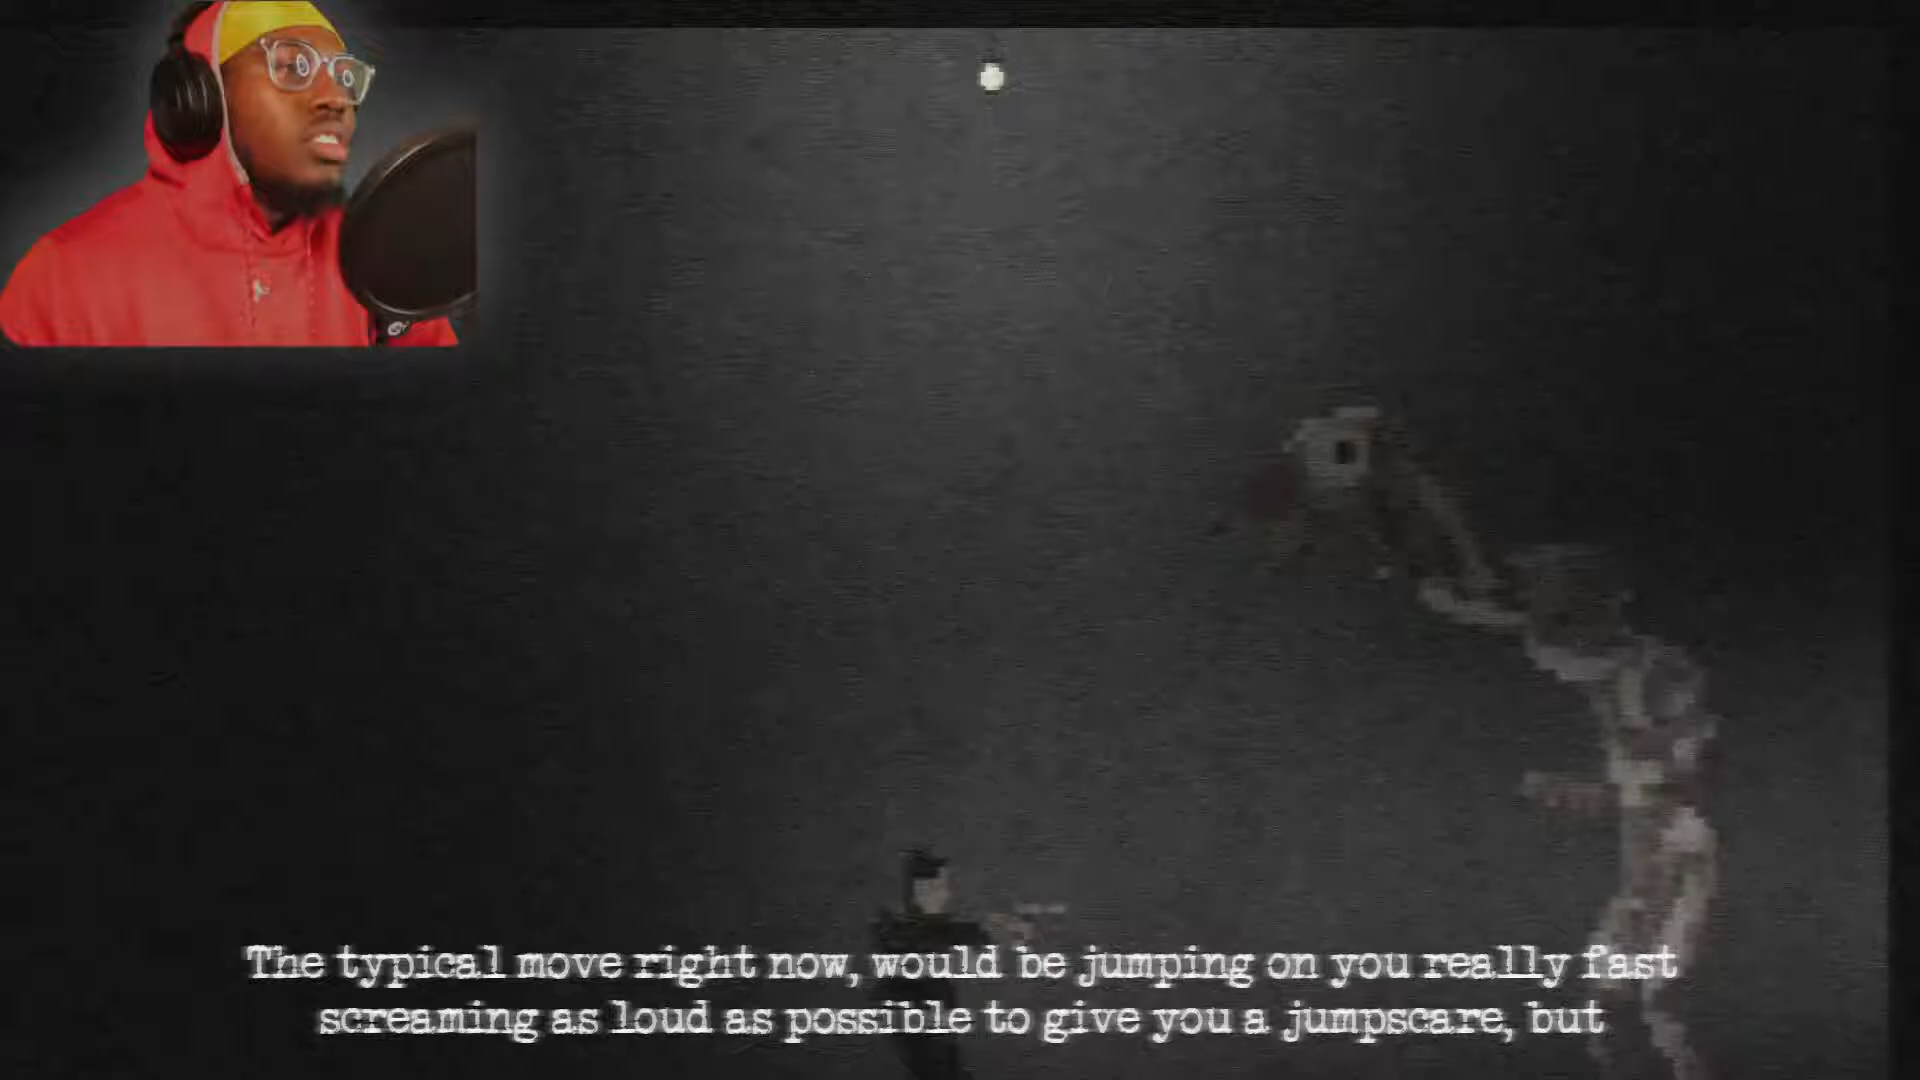 The typical move right now, would be jumping on you really fast
screaming as loud as possible to give you a jumpscare, but